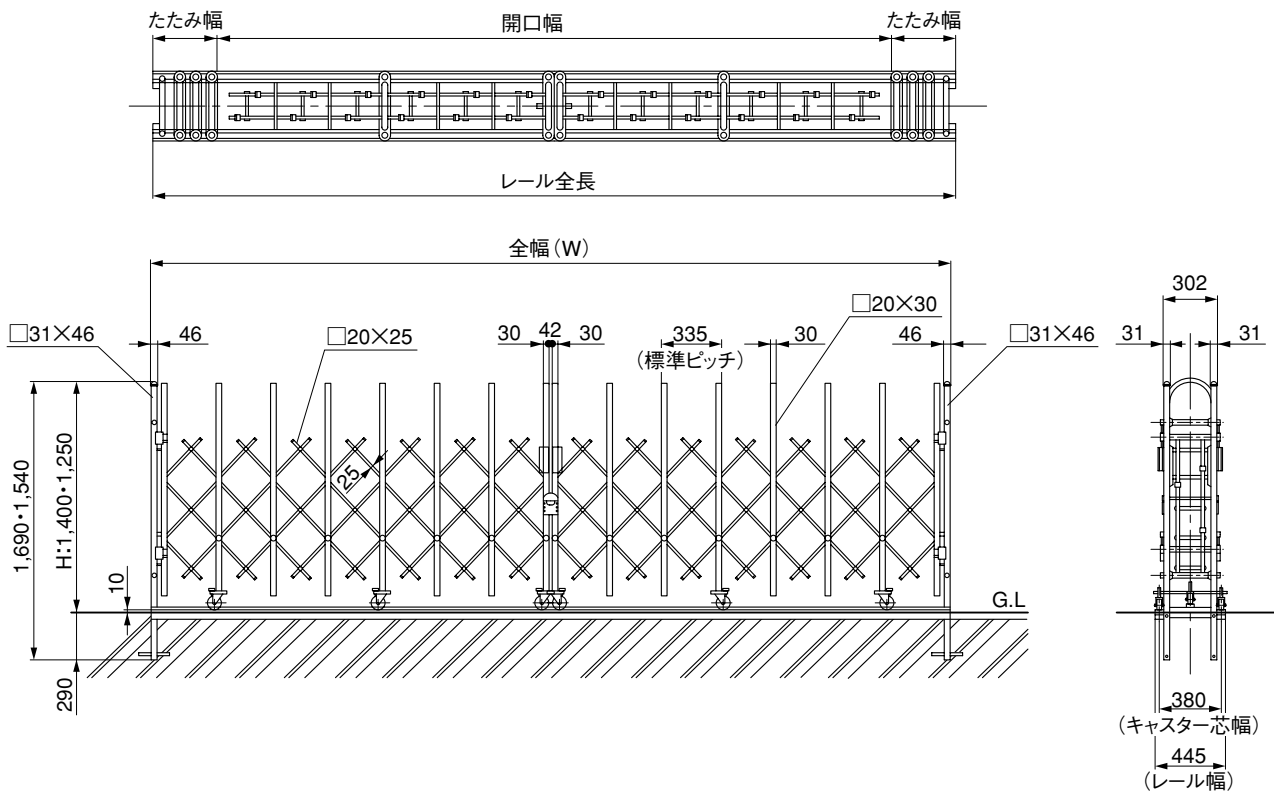 たたみ幅
開口幅
たたみ幅
レール全長
全幅(W)
□31×46
46
□20×25
30
42
30
335
(標準ピッチ)
30
□20×30
46
□31×46
302
31
31
25
1,690・1,540
H:1,400・1,250
10
290
G.L
380
(キャスター芯幅)
445
(レール幅)